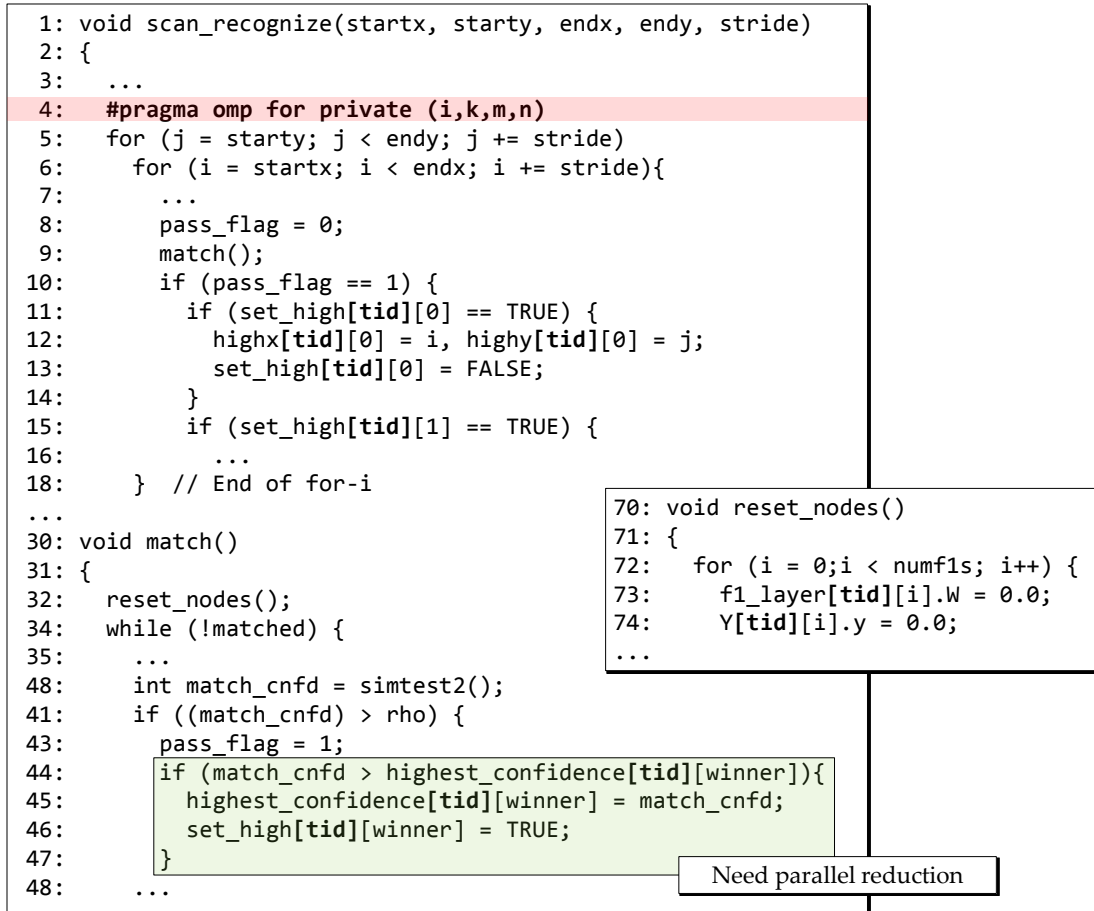 1: void scan_recognize(startx, starty, endx, endy, stride)
2: {
3:   ...
4:   #pragma omp for private (i,k,m,n)
5:   for (j = starty; j < endy; j += stride)
6:     for (i = startx; i < endx; i += stride){
7:       ...
8:       pass_flag = 0;
9:       match();
10:       if (pass_flag == 1) {
11:         if (set_high[tid][0] == TRUE) {
12:           highx[tid][0] = i, highy[tid][0] = j;
13:           set_high[tid][0] = FALSE;
14:         }
15:         if (set_high[tid][1] == TRUE) {
16:           ...
18:     }  // End of for-i
...
30: void match()
31: {
32:   reset_nodes();
34:   while (!matched) {
35:     ...
48:     int match_cnfd = simtest2();
41:     if ((match_cnfd) > rho) {
43:       pass_flag = 1;
44:       if (match_cnfd > highest_confidence[tid][winner]){
45:         highest_confidence[tid][winner] = match_cnfd;
46:         set_high[tid][winner] = TRUE;
47:       }
48:     ...
70: void reset_nodes()
71: {
72:   for (i = 0;i < numf1s; i++) {
73:     f1_layer[tid][i].W = 0.0;
74:     Y[tid][i].y = 0.0;
...
Need parallel reduction